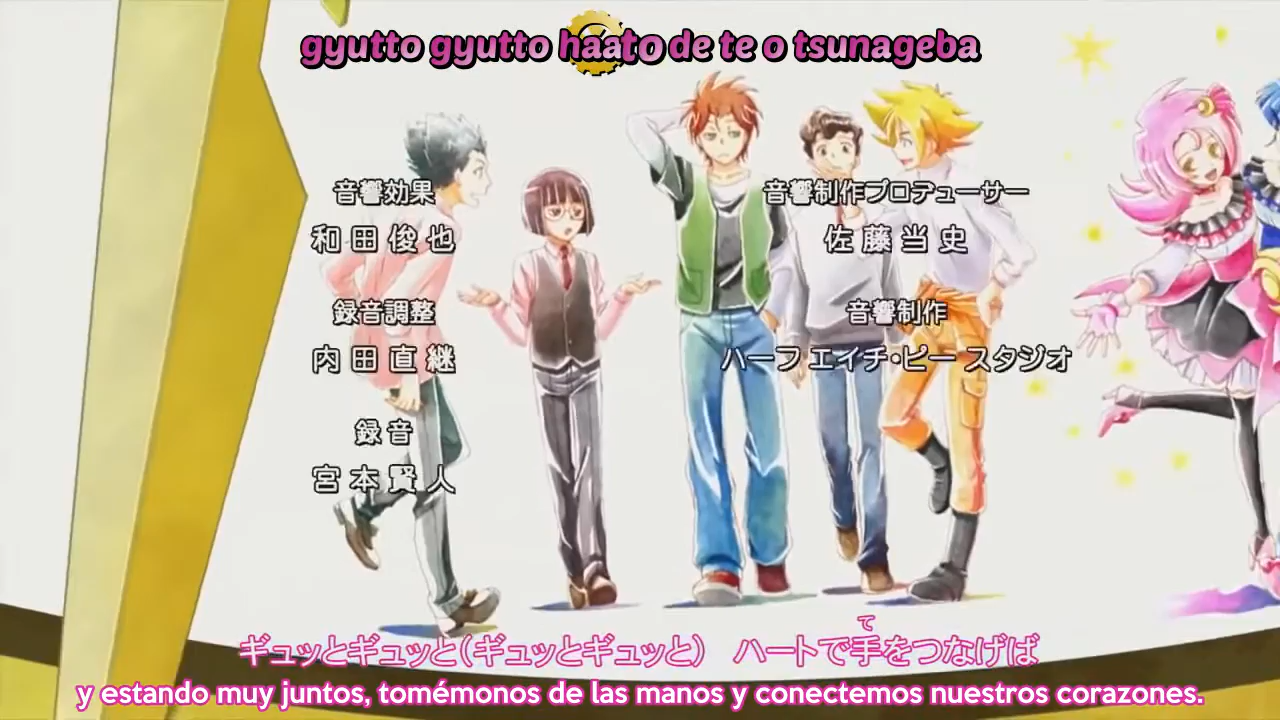 gyutto gyutto haato de te o tsunageba
音響効果
和田俊也
録音調整
内田直継
録音
宮本賢人
音響制作プロデューサー
佐藤当史
音響制作
ハーフ エイチ・ピー スタジオ
て
ギュッとギュッと(ギュッとギュッと) ハートで手をつなげば
y estando muy juntos, tomémonos de las manos y conectemos nuestros corazones.